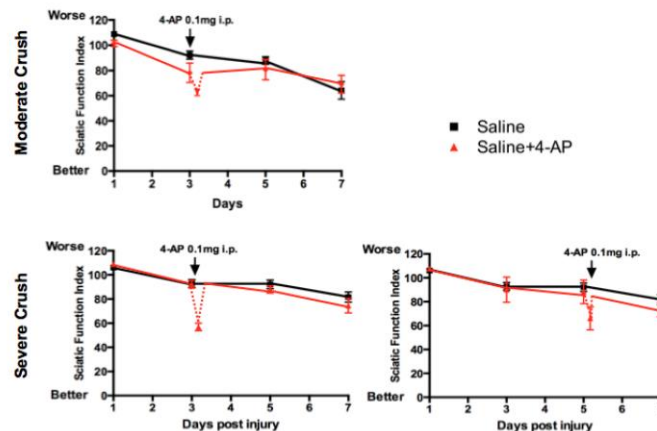 Moderate Crush
Worse
Sciatic Function Index
120
100
80
60
40
20
0
Better
4-AP 0.1mg i.p.
1 2 3 4 5 6 7
Days
Saline
Saline+4-AP
Severe Crush
Worse
Sciatic Function Index
120
100
80
60
40
20
0
Better
4-AP 0.1mg i.p.
1 2 3 4 5 6 7
Days post injury
Worse
Sciatic Function Index
120
100
80
60
40
20
0
Better
4-AP 0.1mg i.p.
1 2 3 4 5 6 7
Days post injury